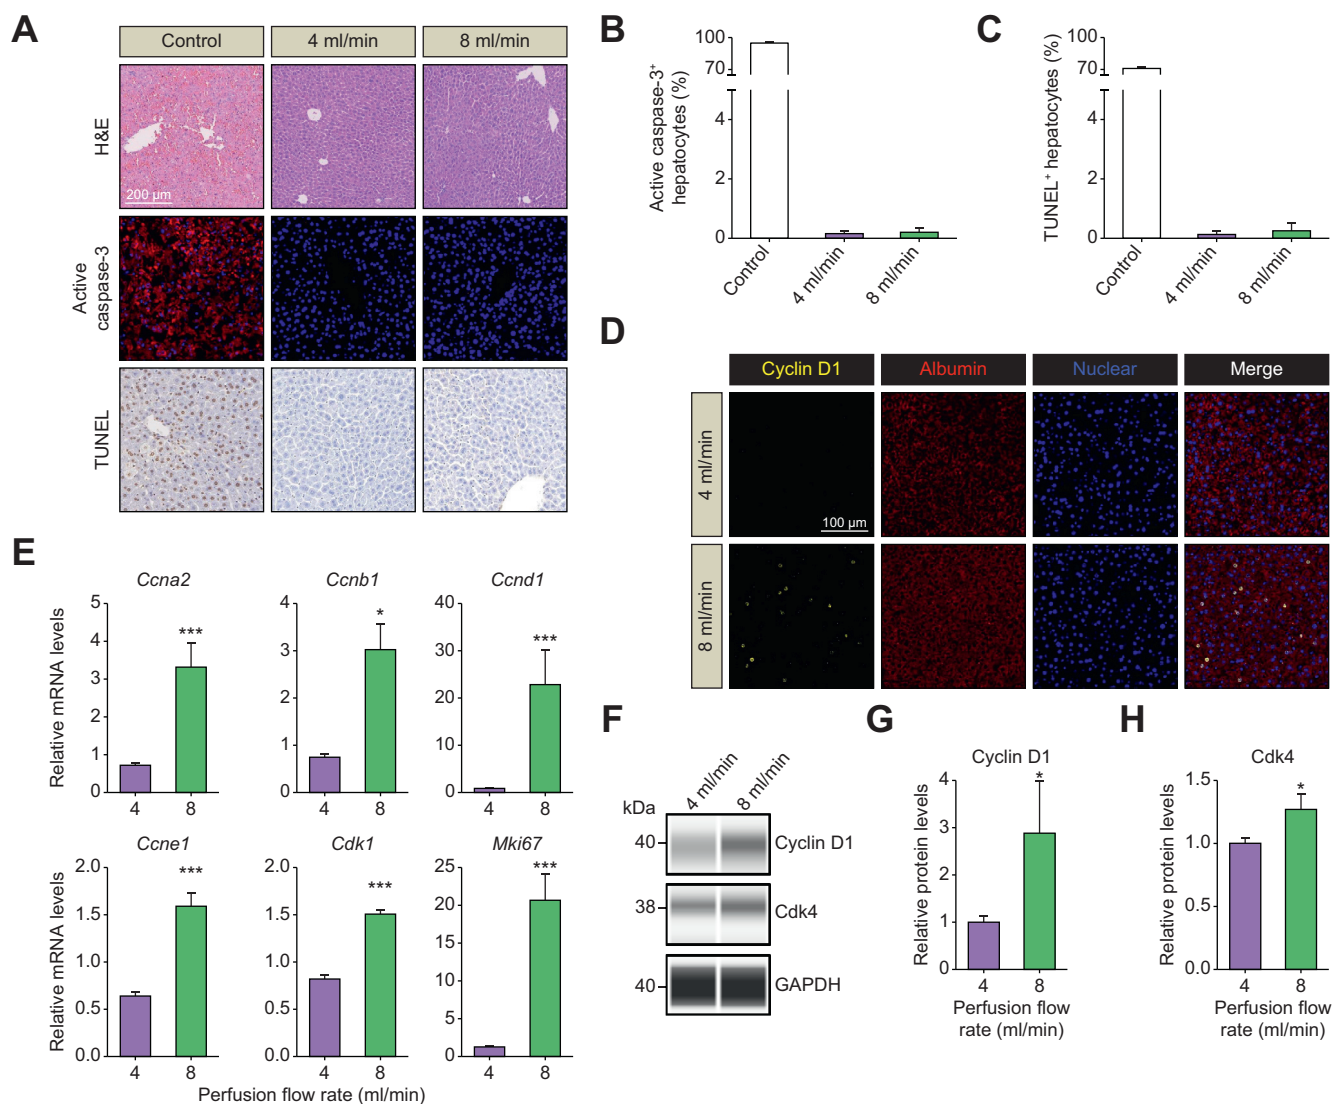 A
Control
4 ml/min
8 ml/min
H&E
200 µm
Active
caspase-3
TUNEL
B
Active caspase-3⁺
hepatocytes (%)
100
70
4
2
0
Control
4 ml/min
8 ml/min
C
TUNEL⁺ hepatocytes (%)
100
70
4
2
0
Control
4 ml/min
8 ml/min
D
Cyclin D1
Albumin
Nuclear
Merge
4 ml/min
100 µm
8 ml/min
E
Ccna2
Relative mRNA levels
5
4
3
2
1
0
***
4
8
Ccnb1
4
3
2
1
0
*
4
8
Ccnd1
40
30
20
10
0
***
4
8
Ccne1
Relative mRNA levels
2.0
1.5
1.0
0.5
0.0
***
4
8
Cdk1
2.0
1.5
1.0
0.5
0.0
***
4
8
Mki67
25
20
15
10
5
0
***
4
8
Perfusion flow rate (ml/min)
F
4 ml/min
8 ml/min
kDa
40
Cyclin D1
38
Cdk4
40
GAPDH
G
Cyclin D1
Relative protein levels
4
3
2
1
0
*
4
8
Perfusion flow
rate (ml/min)
H
Cdk4
Relative protein levels
1.5
1.0
0.5
0.0
*
4
8
Perfusion flow
rate (ml/min)